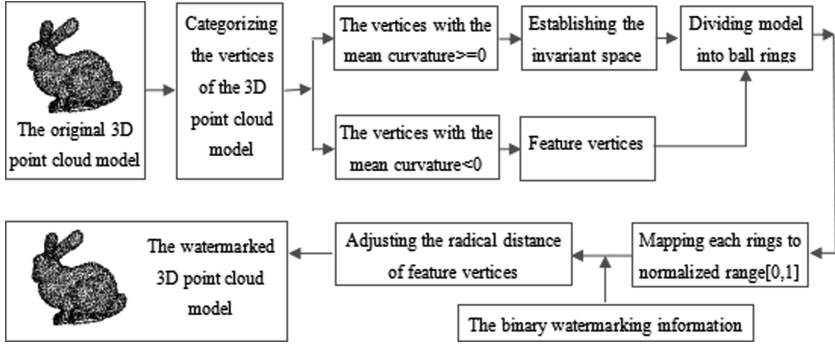 The original 3D
point cloud model
Categorizing
the vertices
of the 3D
point cloud
model
The vertices with the
mean curvature>=0
Establishing the
invariant space
Dividing model
into ball rings
The vertices with the
mean curvature<0
Feature vertices
Mapping each rings to
normalized range[0,1]
The binary watermarking information
Adjusting the radical distance
of feature vertices
The watermarked
3D point cloud
model